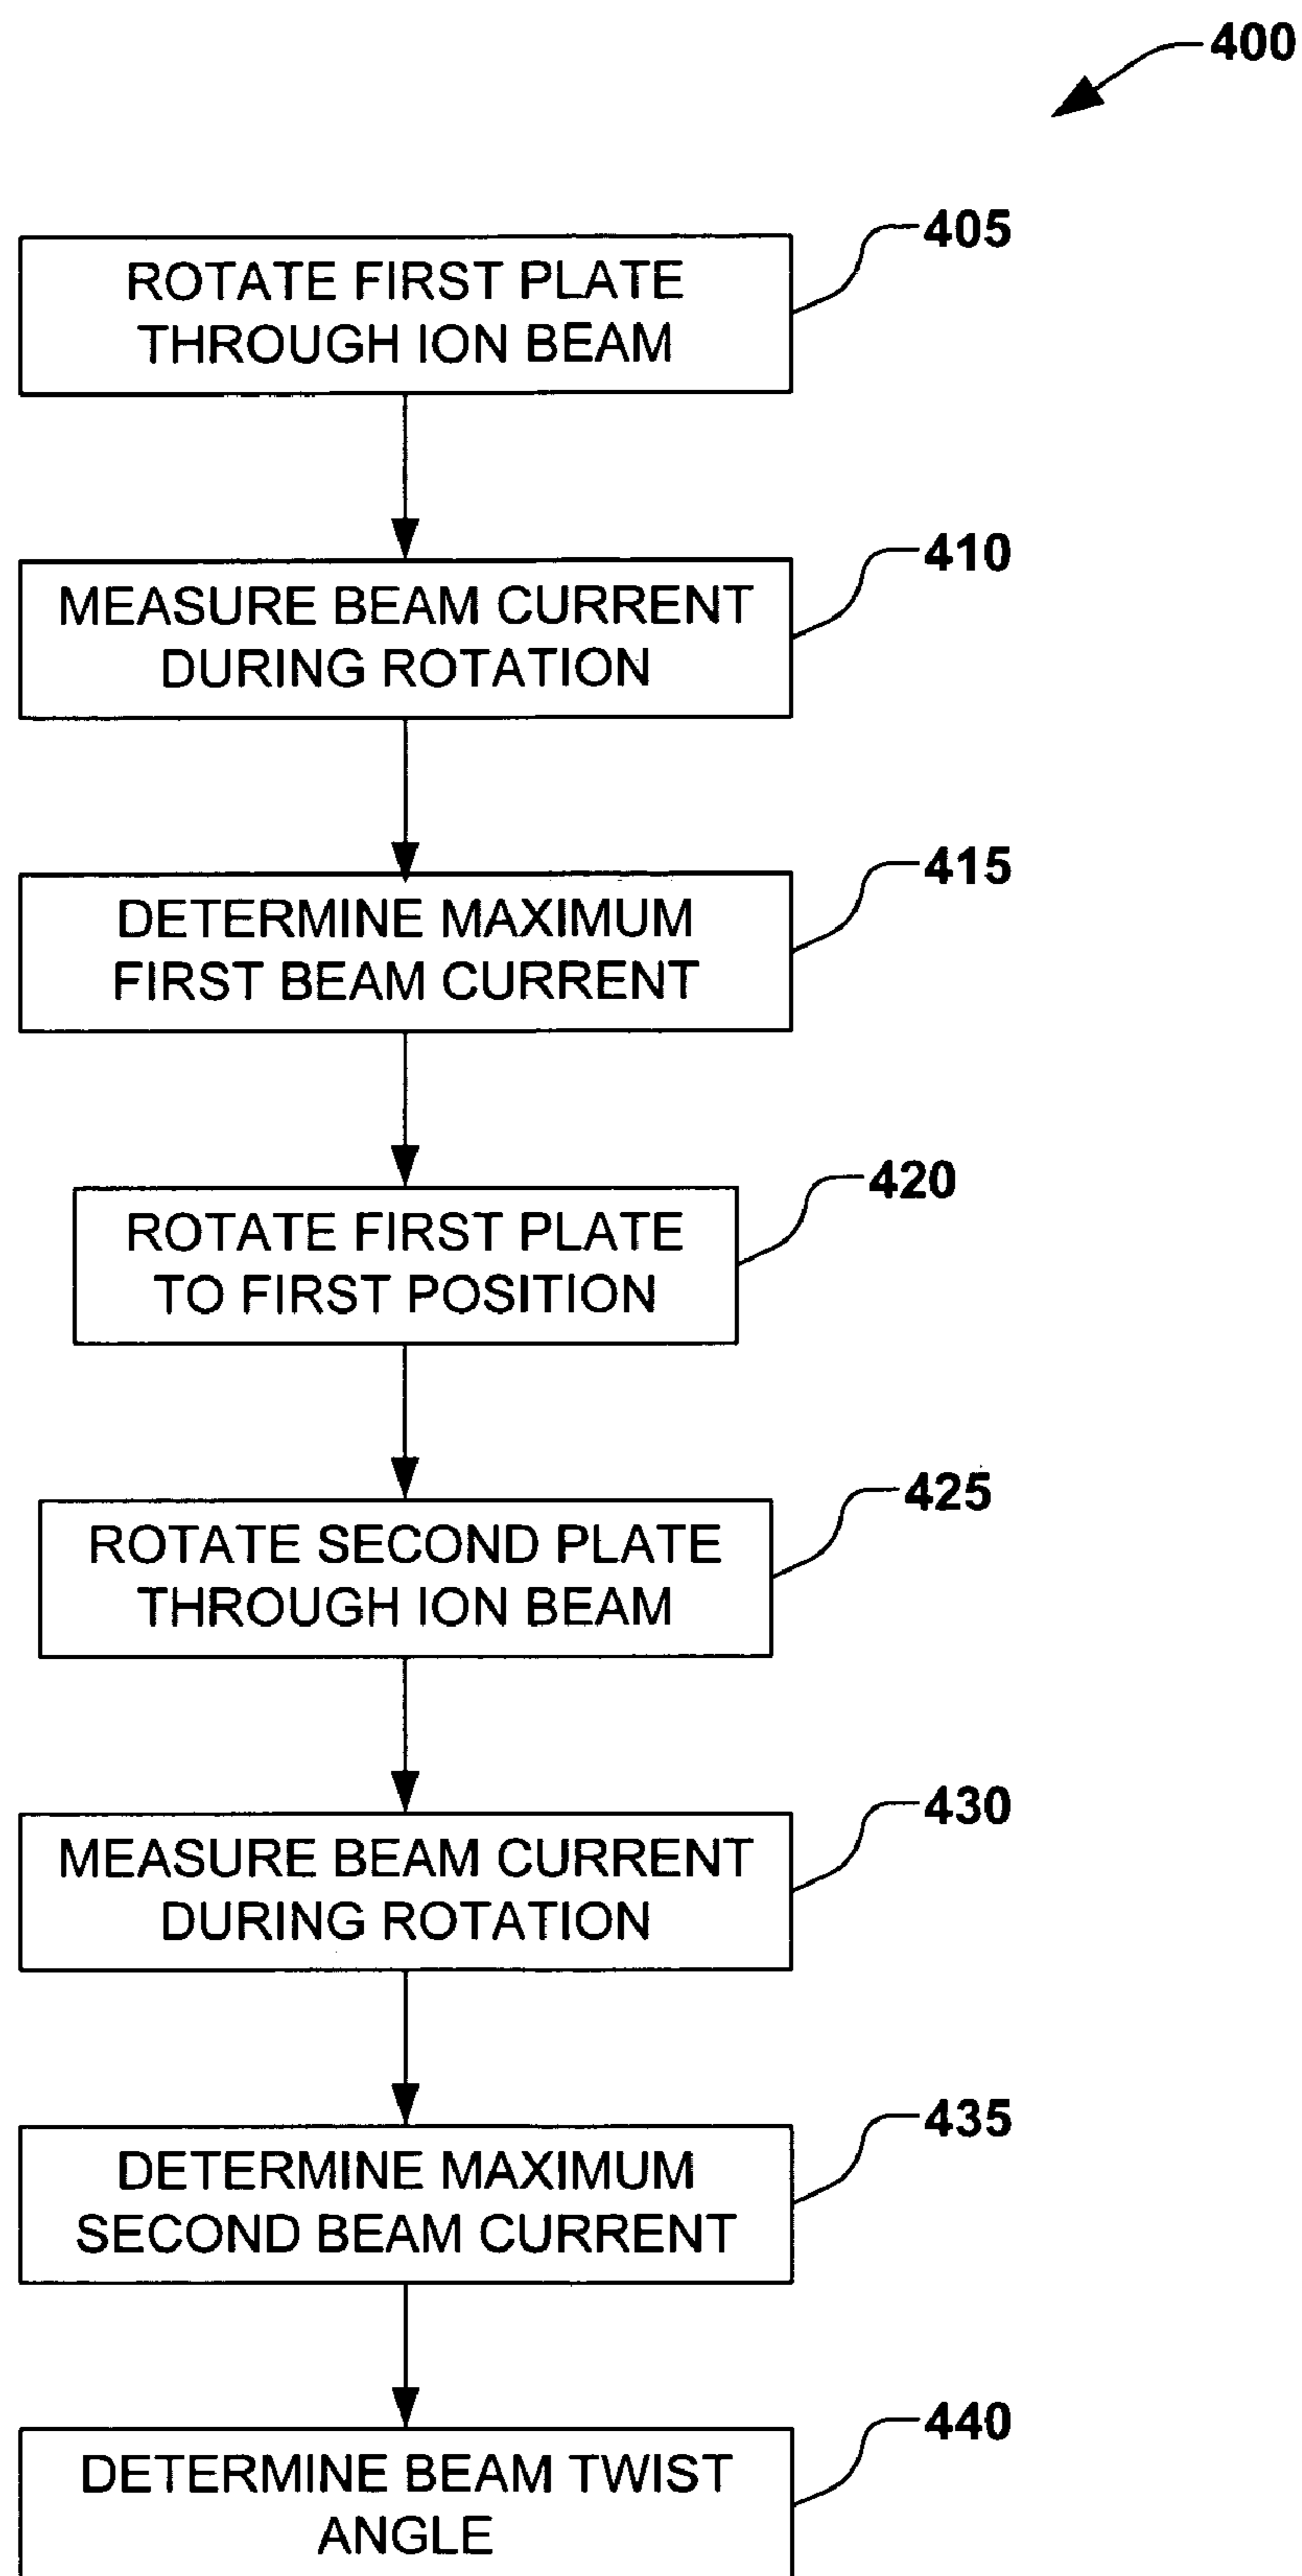 400
405
ROTATE FIRST PLATE
THROUGH ION BEAM
410
MEASURE BEAM CURRENT
DURING ROTATION
415
DETERMINE MAXIMUM
FIRST BEAM CURRENT
420
ROTATE FIRST PLATE
TO FIRST POSITION
425
ROTATE SECOND PLATE
THROUGH ION BEAM
430
MEASURE BEAM CURRENT
DURING ROTATION
435
DETERMINE MAXIMUM
SECOND BEAM CURRENT
440
DETERMINE BEAM TWIST
ANGLE